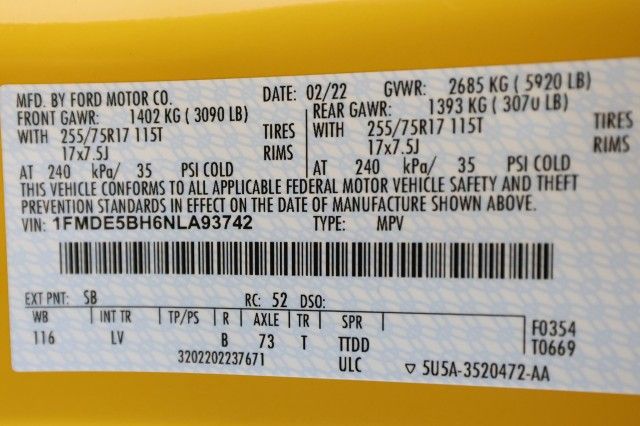 MFD. BY FORD MOTOR CO. DATE: 02/22 GVWR: 2685 KG ( 5920 LB)
FRONT GAWR: 1402 KG ( 3090 LB) REAR GAWR: 1393 KG ( 3070 LB)
WITH 255/75R17 115T TIRES WITH 255/75R17 115T TIRES
17x7.5J RIMS 17x7.5J RIMS
AT 240 kPa/ 35 PSI COLD AT 240 kPa/ 35 PSI COLD
THIS VEHICLE CONFORMS TO ALL APPLICABLE FEDERAL MOTOR VEHICLE SAFETY AND THEFT
PREVENTION STANDARDS IN EFFECT ON THE DATE OF MANUFACTURE SHOWN ABOVE.
VIN: 1FMDE5BH6NLA93742 TYPE: MPV
EXT PNT: SB RC: 52 DSO:
WB INT TR TP/PS R AXLE TR SPR F0354
116 LV B 73 T TTDD T0669
3202202237671 ULC ▽ 5U5A-3520472-AA